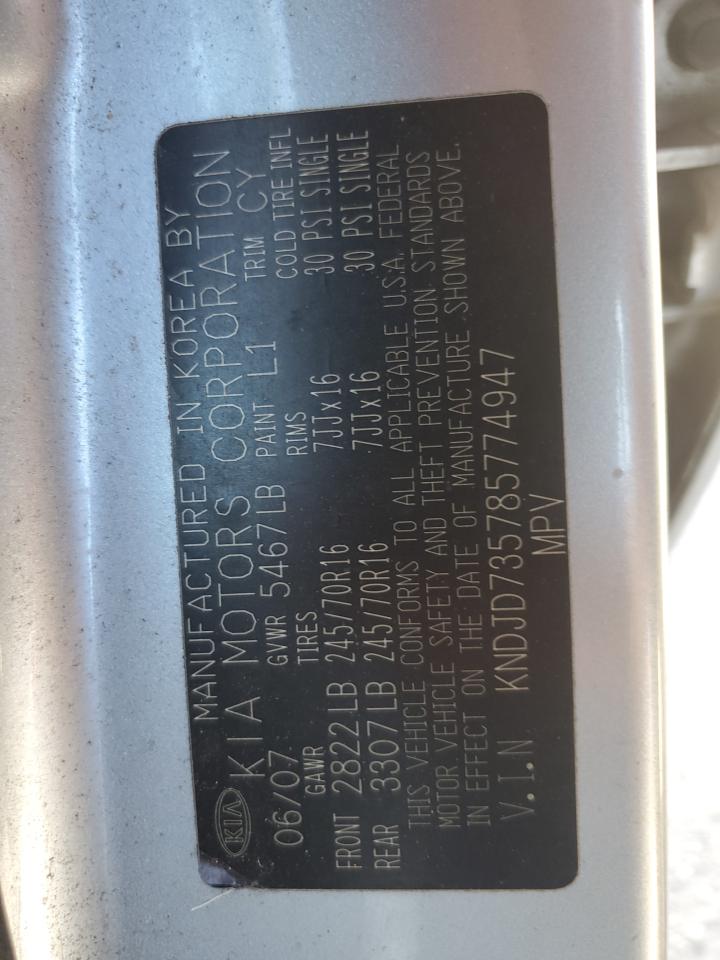 MANUFACTURED IN KOREA BY
KIA KIA MOTORS CORPORATION
06/07 GVWR 5467LB PAINT L1 TRIM CY
GAWR TIRES RIMS COLD TIRE INFL
FRONT 2822LB 245/70R16 7JJx16 30 PSI SINGLE
REAR 3307LB 245/70R16 7JJx16 30 PSI SINGLE
THIS VEHICLE CONFORMS TO ALL APPLICABLE U.S.A. FEDERAL
MOTOR VEHICLE SAFETY AND THEFT PREVENTION STANDARDS
IN EFFECT ON THE DATE OF MANUFACTURE SHOWN ABOVE.
V.I.N KNDJD735785774947
MPV